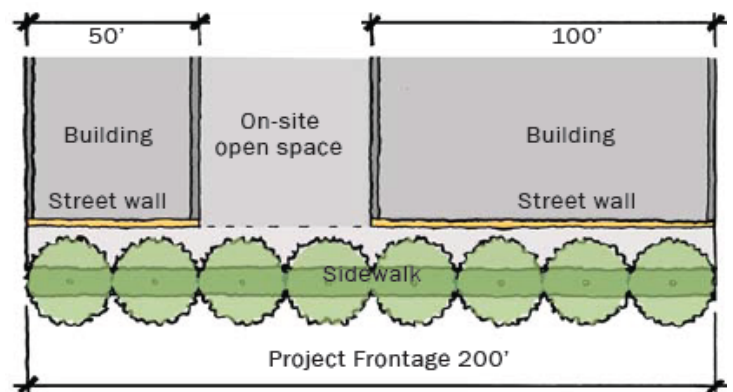 50’
100’
Building
On-site
open space
Building
Street wall
Street wall
Sidewalk
Project Frontage 200’